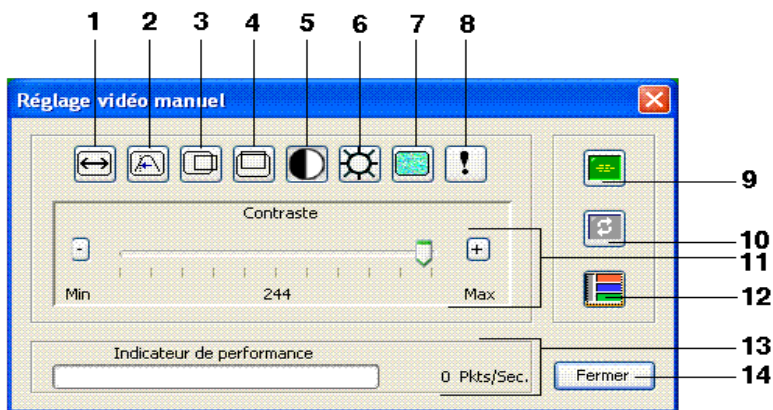 1 2 3 4 5 6 7 8
Réglage vidéo manuel
9
Contraste
10
- +
11
Min 244 Max
12
13
Indicateur de performance
0 Pkts/Sec.
Fermer
14